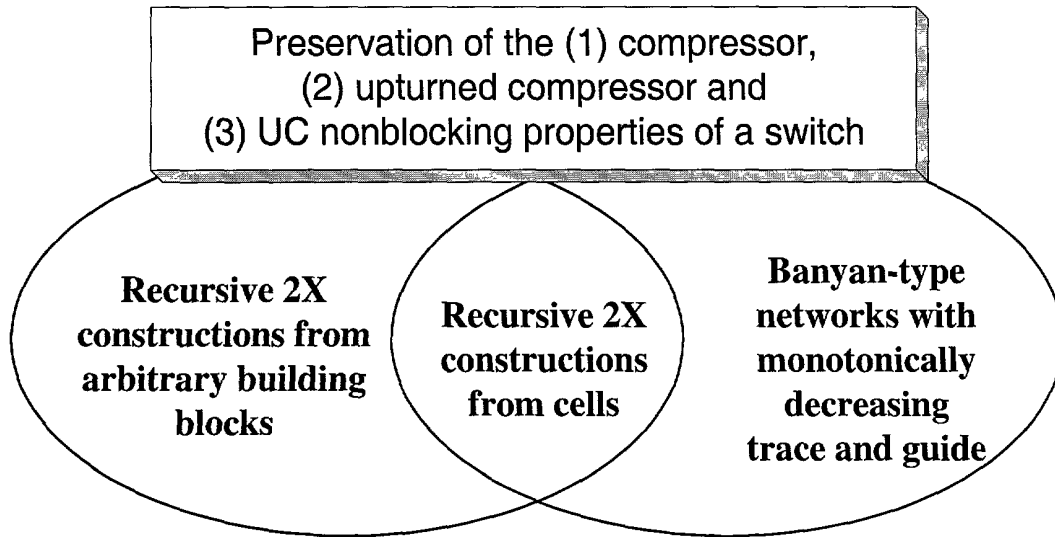 Preservation of the (1) compressor,
(2) upturned compressor and
(3) UC nonblocking properties of a switch
Recursive 2X
constructions from
arbitrary building
blocks
Recursive 2X
constructions
from cells
Banyan-type
networks with
monotonically
decreasing
trace and guide